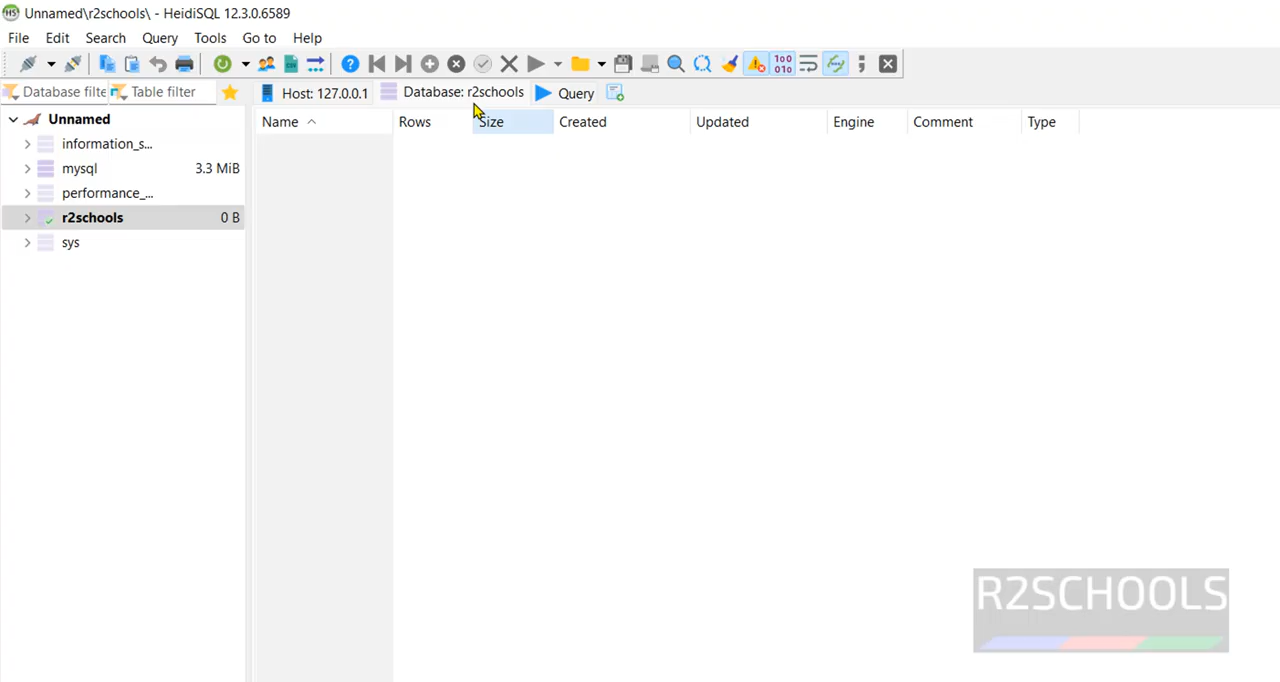 Unnamed\r2schools\ - HeidiSQL 12.3.0.6589
File Edit Search Query Tools Go to Help
Database filte Table filter Host: 127.0.0.1 Database: r2schools Query
Name Rows Size Created Updated Engine Comment Type
Unnamed
information_s...
mysql 3.3 MiB
performance_...
r2schools 0 B
sys
R2SCHOOLS